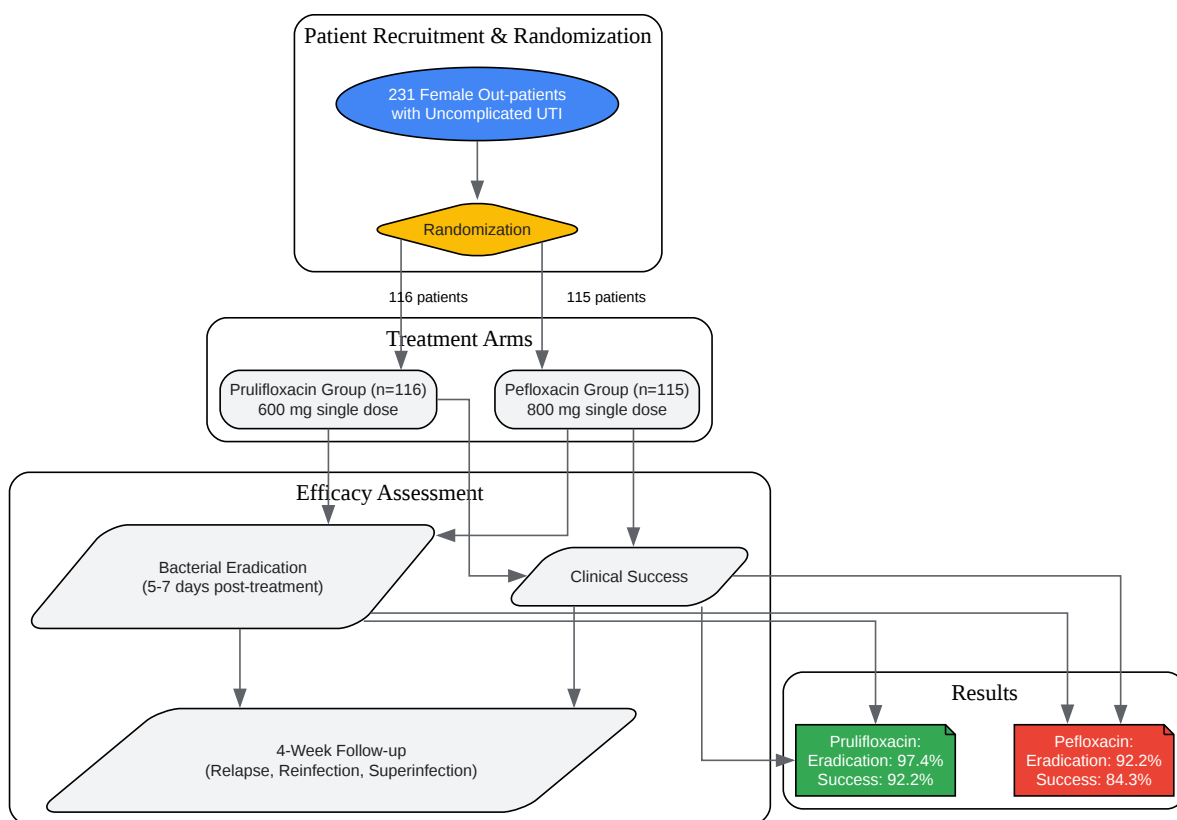 Patient Recruitment & Randomization
231 Female Out-patients
with Uncomplicated UTI
Randomization
116 patients
115 patients
Treatment Arms
Prulifloxacin Group (n=116)
600 mg single dose
Pefloxacin Group (n=115)
800 mg single dose
Efficacy Assessment
Bacterial Eradication
(5-7 days post-treatment)
Clinical Success
4-Week Follow-up
(Relapse, Reinfection, Superinfection)
Results
Prulifloxacin:
Eradication: 97.4%
Success: 92.2%
Pefloxacin:
Eradication: 92.2%
Success: 84.3%